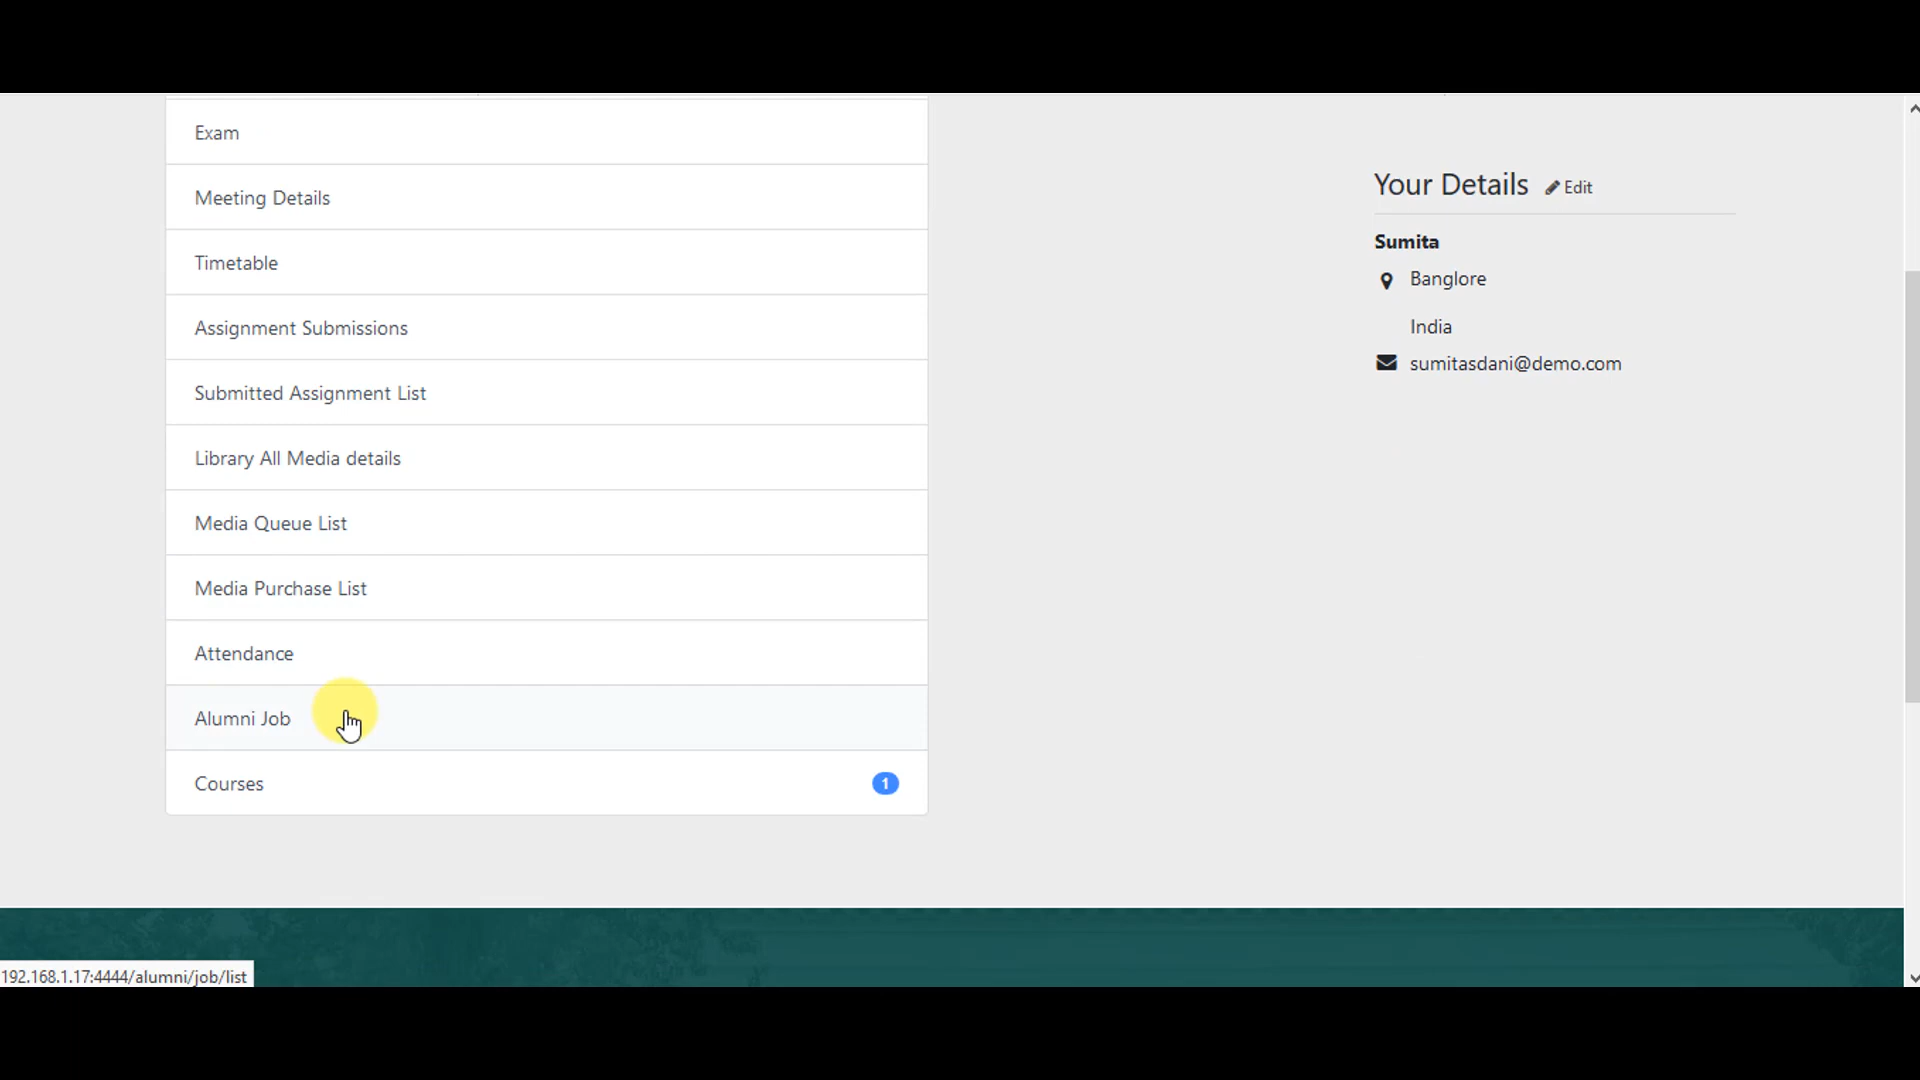 Exam
Meeting Details
Timetable
Assignment Submissions
Submitted Assignment List
Library All Media details
Media Queue List
Media Purchase List
Attendance
Alumni Job
Courses 1
Your Details Edit
Sumita
Banglore
India
sumitasdani@demo.com
192.168.1.17:4444/alumni/job/list